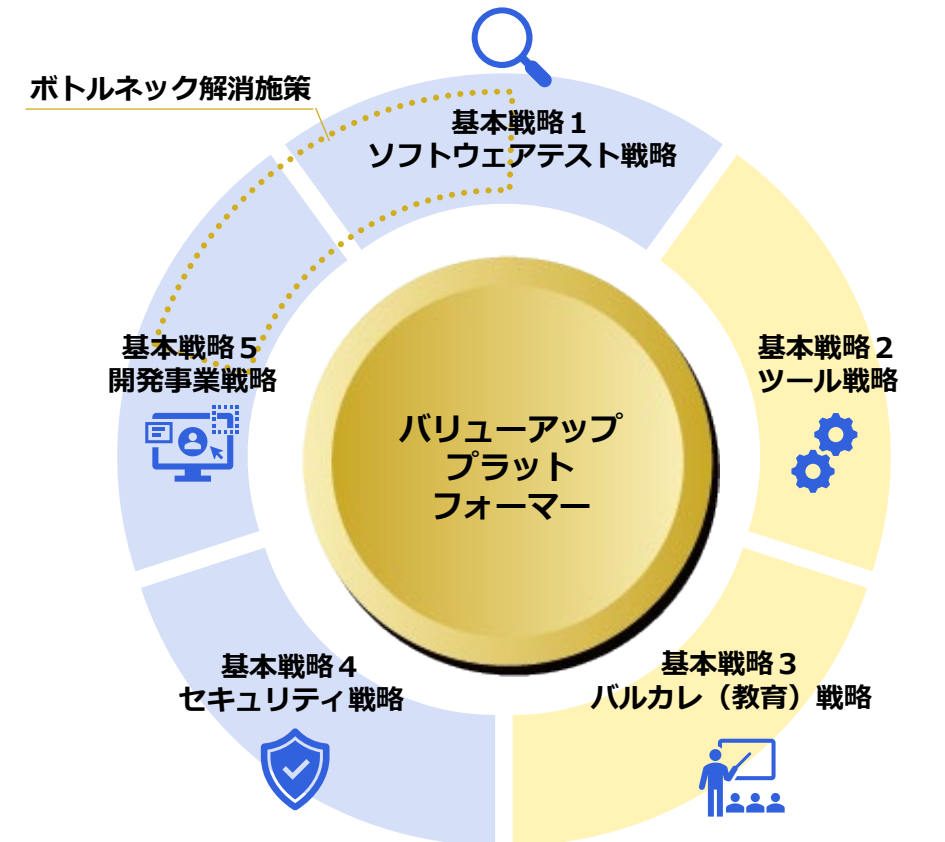 ボトルネック解消施策
基本戦略１
ソフトウェアテスト戦略
基本戦略２
ツール戦略
基本戦略３
バルカレ（教育）戦略
基本戦略４
セキュリティ戦略
基本戦略５
開発事業戦略
バリューアップ
プラット
フォーマー